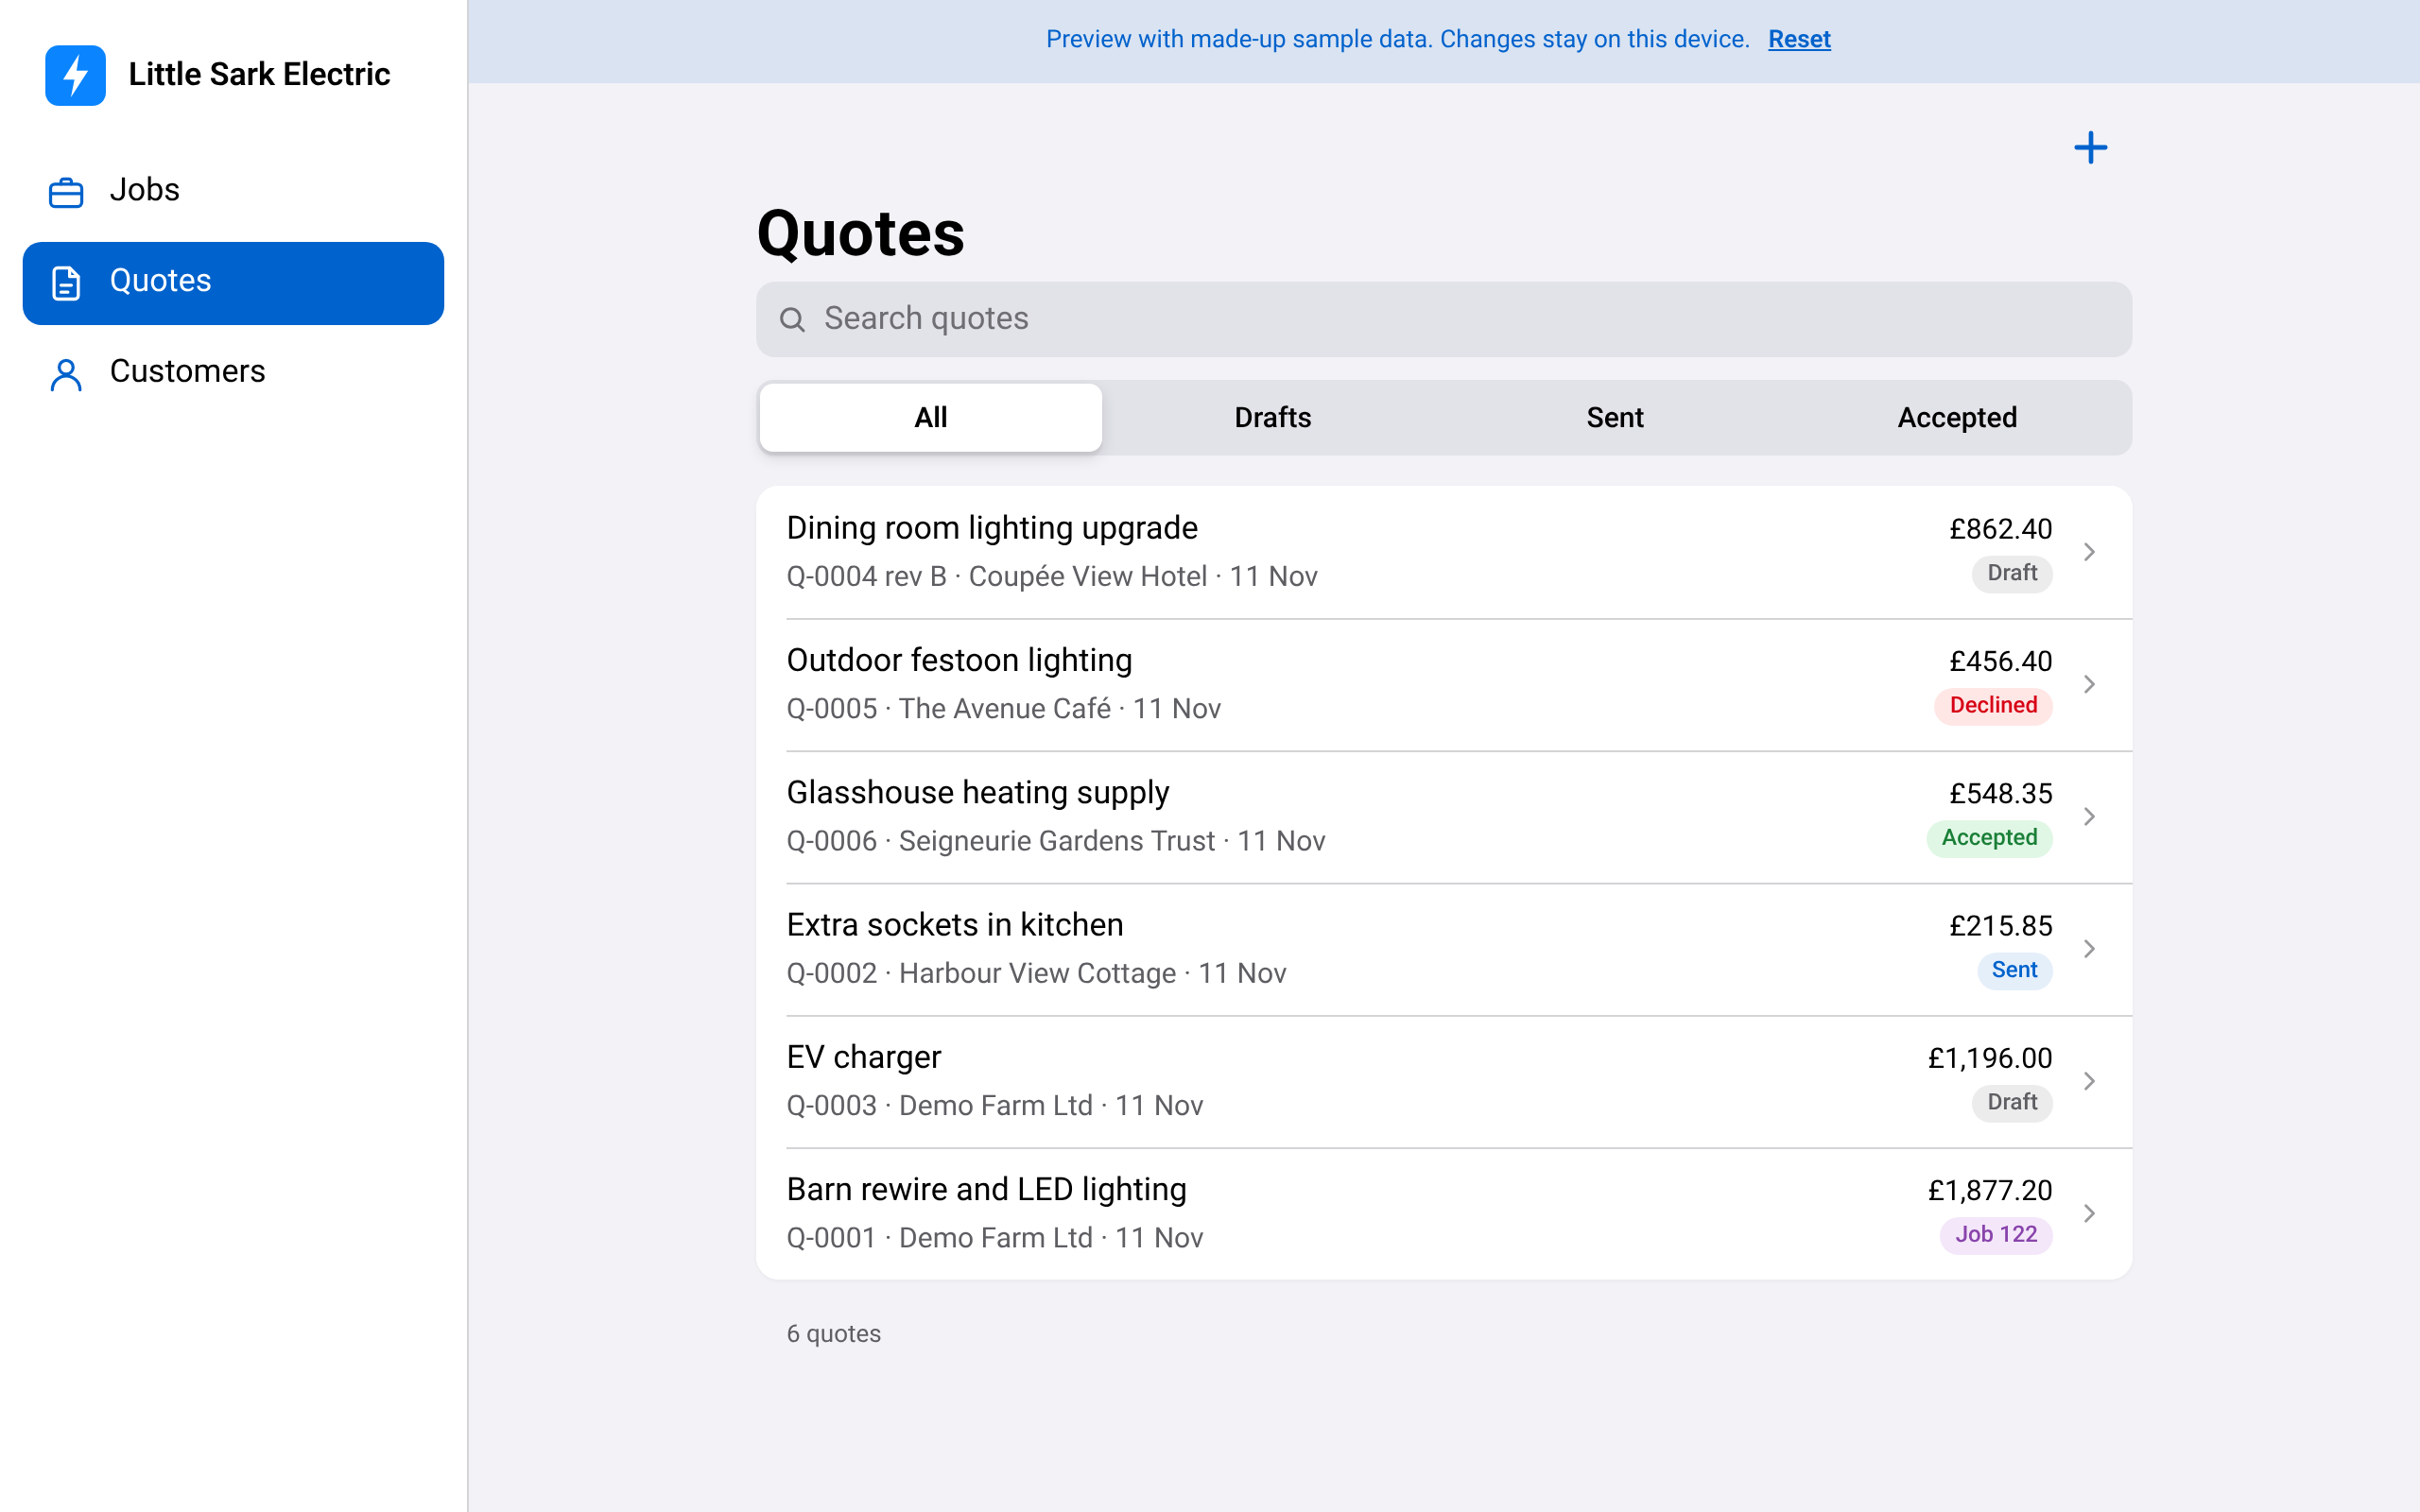 Little Sark Electric
Jobs
Quotes
Customers
Preview with made-up sample data. Changes stay on this device. Reset
Quotes
Search quotes
All Drafts Sent Accepted
Dining room lighting upgrade £862.40
Q-0004 rev B · Coupée View Hotel · 11 Nov Draft
Outdoor festoon lighting £456.40
Q-0005 · The Avenue Café · 11 Nov Declined
Glasshouse heating supply £548.35
Q-0006 · Seigneurie Gardens Trust · 11 Nov Accepted
Extra sockets in kitchen £215.85
Q-0002 · Harbour View Cottage · 11 Nov Sent
EV charger £1,196.00
Q-0003 · Demo Farm Ltd · 11 Nov Draft
Barn rewire and LED lighting £1,877.20
Q-0001 · Demo Farm Ltd · 11 Nov Job 122
6 quotes